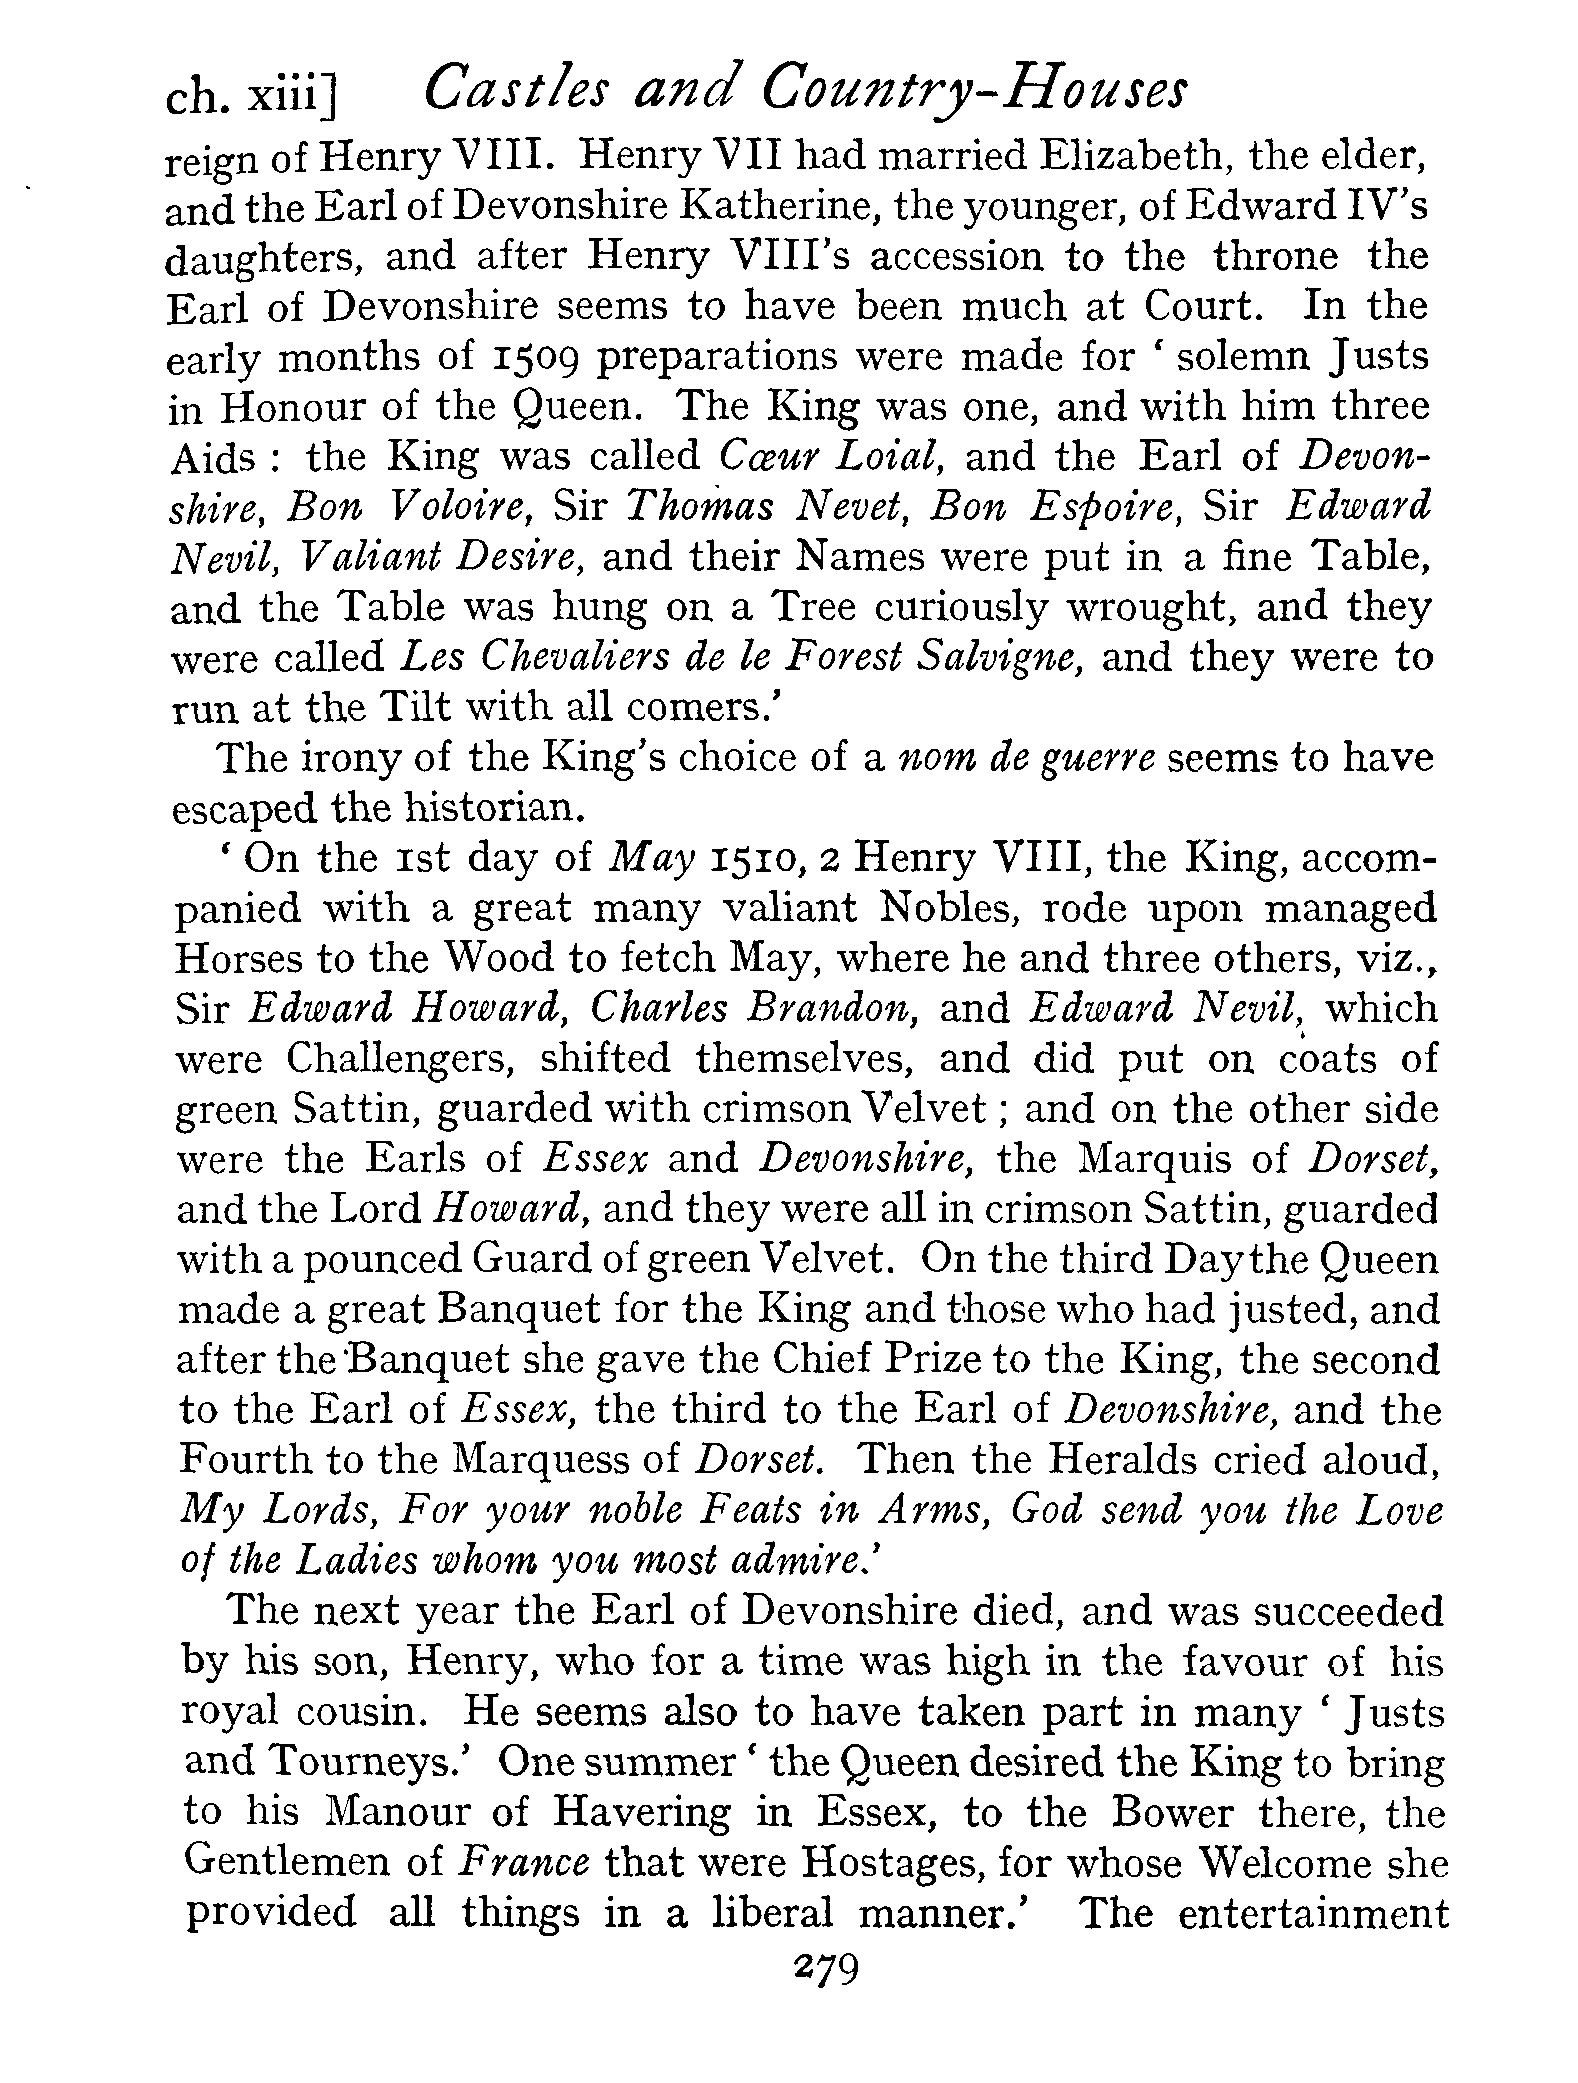 ch. xiii] Castles and Country-Houses
reign of Henry VIII. Henry VII had married Elizabeth, the elder,
and the Earl of Devonshire Katherine, the younger, of Edward IV's
daughters, and after Henry VIII's accession to the throne the
Earl of Devonshire seems to have been much at Court. In the
early months of 1509 preparations were made for ' solemn Justs
in Honour of the Queen. The King was one, and with him three
Aids : the King was called Cœur Loial, and the Earl of Devon-
shire, Bon Voloire, Sir Thomas Nevet, Bon Espoire, Sir Edward
Nevil, Valiant Desire, and their Names were put in a fine Table,
and the Table was hung on a Tree curiously wrought, and they
were called Les Chevaliers de le Forest Salvigne, and they were to
run at the Tilt with all comers.'
The irony of the King's choice of a nom de guerre seems to have
escaped the historian.
' On the 1st day of May 1510, 2 Henry VIII, the King, accom-
panied with a great many valiant Nobles, rode upon managed
Horses to the Wood to fetch May, where he and three others, viz.,
Sir Edward Howard, Charles Brandon, and Edward Nevil, which
were Challengers, shifted themselves, and did put on coats of
green Sattin, guarded with crimson Velvet ; and on the other side
were the Earls of Essex and Devonshire, the Marquis of Dorset,
and the Lord Howard, and they were all in crimson Sattin, guarded
with a pounced Guard of green Velvet. On the third Day the Queen
made a great Banquet for the King and those who had justed, and
after the Banquet she gave the Chief Prize to the King, the second
to the Earl of Essex, the third to the Earl of Devonshire, and the
Fourth to the Marquess of Dorset. Then the Heralds cried aloud,
My Lords, For your noble Feats in Arms, God send you the Love
of the Ladies whom you most admire.'
The next year the Earl of Devonshire died, and was succeeded
by his son, Henry, who for a time was high in the favour of his
royal cousin. He seems also to have taken part in many ' Justs
and Tourneys.' One summer ' the Queen desired the King to bring
to his Manour of Havering in Essex, to the Bower there, the
Gentlemen of France that were Hostages, for whose Welcome she
provided all things in a liberal manner.' The entertainment
279